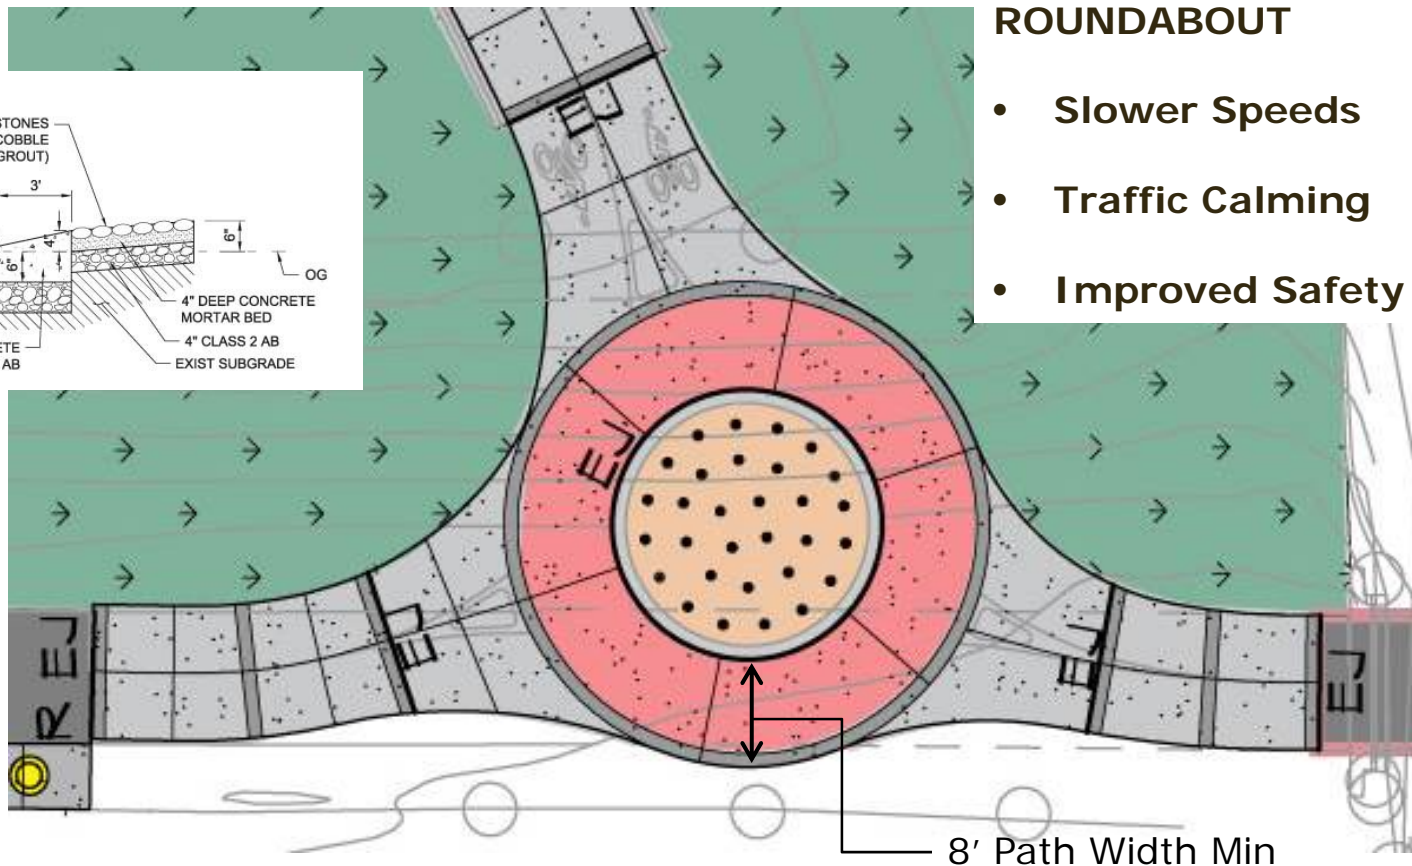 ROUNDABOUT
• Slower Speeds
• Traffic Calming
• Improved Safety
STONES
COBBLE
GROUT)
3'
4"
6"
6"
OG
4" DEEP CONCRETE
MORTAR BED
4" CLASS 2 AB
EXIST SUBGRADE
ETE
AB
EJ
EJ
EJ
R EJ
EJ
EJ
8' Path Width Min